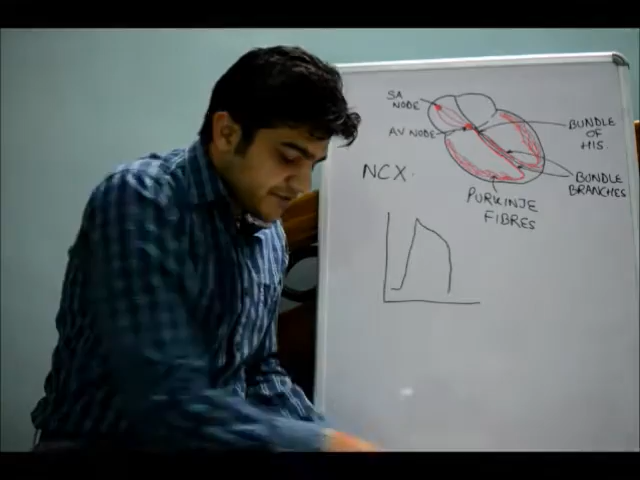 SA
NODE
AV NODE
BUNDLE
OF
HIS
BUNDLE
BRANCHES
PURKINJE
FIBRES
NCX